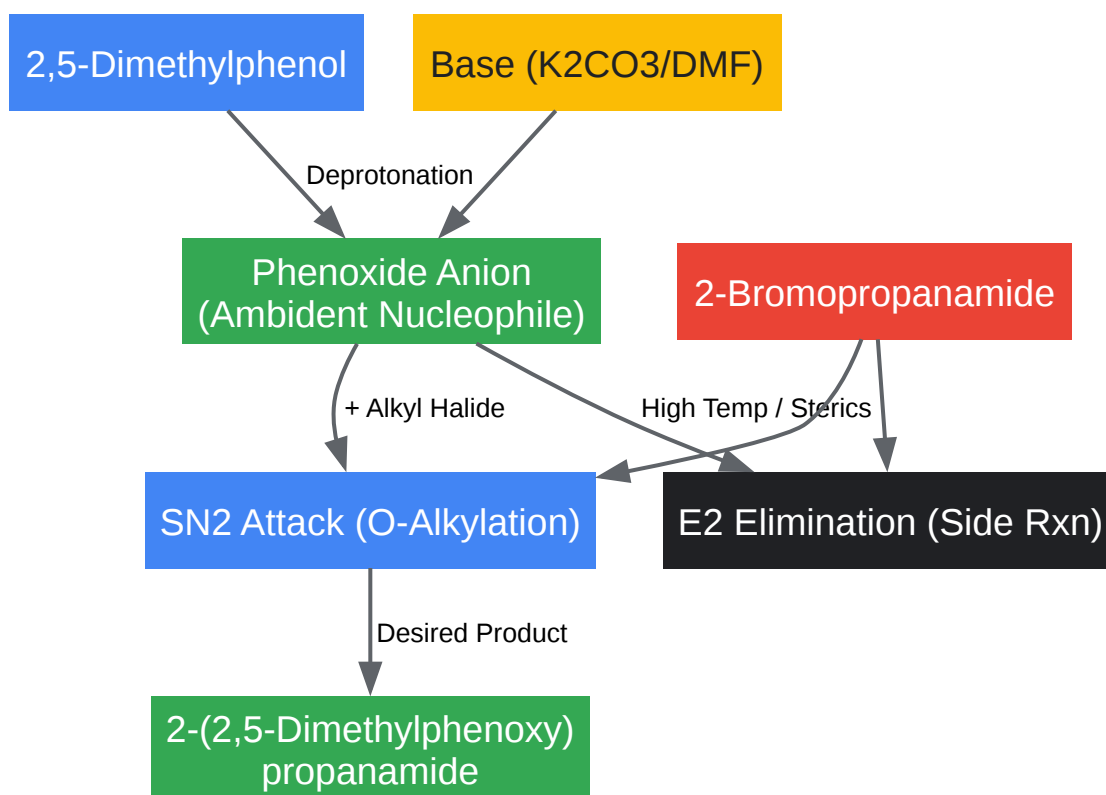 2,5-Dimethylphenol
Base (K2CO3/DMF)
Deprotonation
Phenoxide Anion
(Ambident Nucleophile)
2-Bromopropanamide
+ Alkyl Halide
High Temp / Sterics
SN2 Attack (O-Alkylation)
E2 Elimination (Side Rxn)
Desired Product
2-(2,5-Dimethylphenoxy)
propanamide